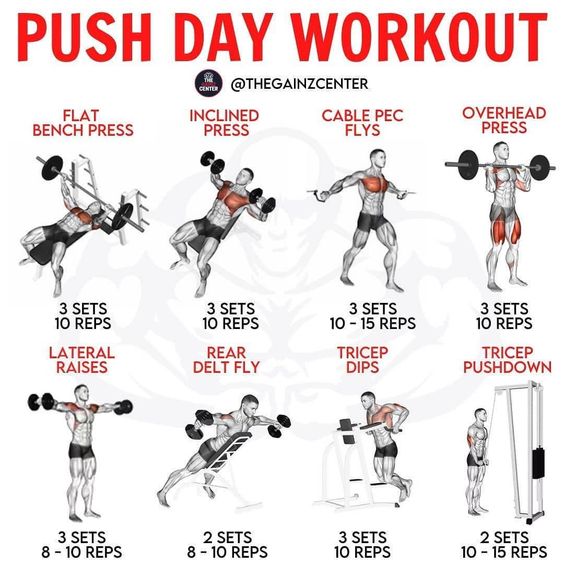 PUSH DAY WORKOUT
THE
GAINZ
CENTER
@THEGAINZCENTER
FLAT
BENCH PRESS
INCLINED
PRESS
CABLE PEC
FLYS
OVERHEAD
PRESS
3 SETS
10 REPS
3 SETS
10 REPS
3 SETS
10 - 15 REPS
3 SETS
10 REPS
LATERAL
RAISES
REAR
DELT FLY
TRICEP
DIPS
TRICEP
PUSHDOWN
3 SETS
8 - 10 REPS
2 SETS
8 - 10 REPS
3 SETS
10 REPS
2 SETS
10 - 15 REPS